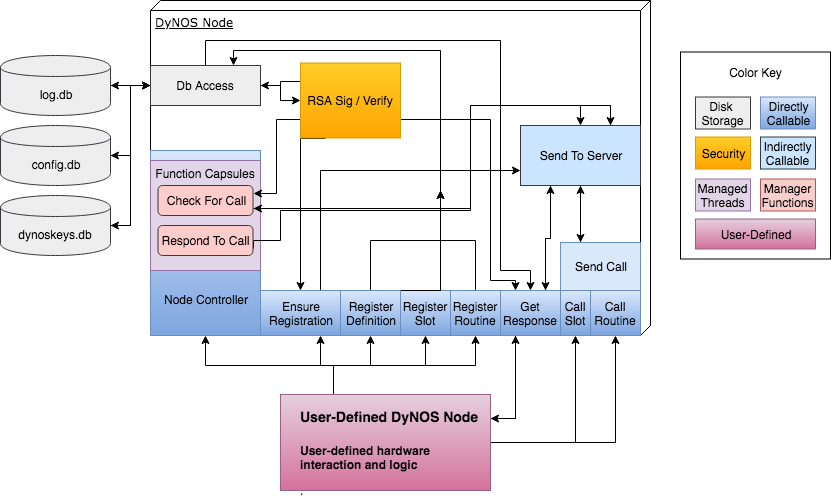 DyNOS Node
log.db
config.db
dynoskeys.db
Db Access
RSA Sig / Verify
Send To Server
Function Capsules
Check For Call
Respond To Call
Node Controller
Send Call
Ensure
Registration
Register
Definition
Register
Slot
Register
Routine
Get
Response
Call
Slot
Call
Routine
User-Defined DyNOS Node
User-defined hardware
interaction and logic
Color Key
Disk
Storage
Directly
Callable
Security
Indirectly
Callable
Managed
Threads
Manager
Functions
User-Defined